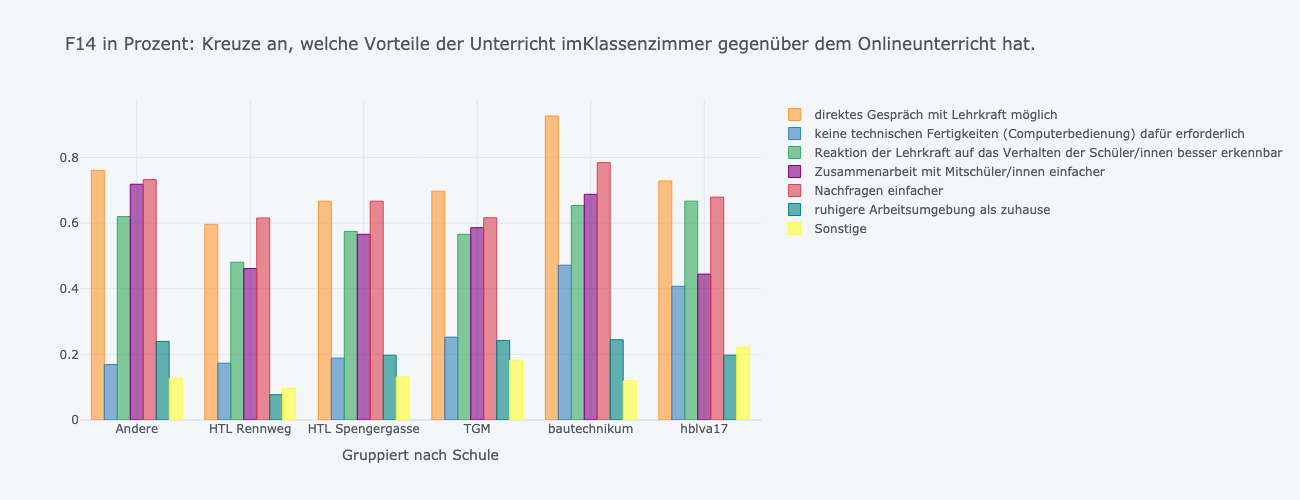 F14 in Prozent: Kreuze an, welche Vorteile der Unterricht imKlassenzimmer gegenüber dem Onlineunterricht hat.
direktes Gespräch mit Lehrkraft möglich
keine technischen Fertigkeiten (Computerbedienung) dafür erforderlich
Reaktion der Lehrkraft auf das Verhalten der Schüler/innen besser erkennbar
Zusammenarbeit mit Mitschüler/innen einfacher
Nachfragen einfacher
ruhigere Arbeitsumgebung als zuhause
Sonstige
0.8
0.6
0.4
0.2
0
Andere HTL Rennweg HTL Spengergasse TGM bautechnikum hblva17
Gruppiert nach Schule